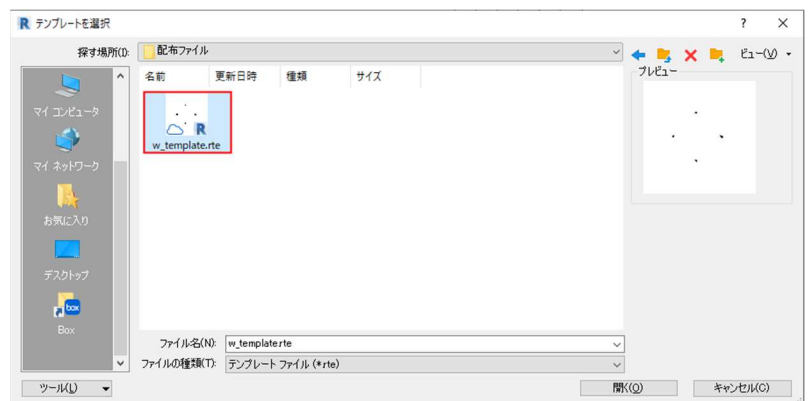 テンプレートを選択
探す場所(I):
配布ファイル
ビュー(V)
名前
更新日時
種類
サイズ
プレビュー
マイ コンピュータ
マイ ネットワーク
お気に入り
デスクトップ
box
Box
R
w_template.rte
ファイル名(N):
w_template.rte
ファイルの種類(T):
テンプレート ファイル (*.rte)
ツール(L)
開く(O)
キャンセル(C)